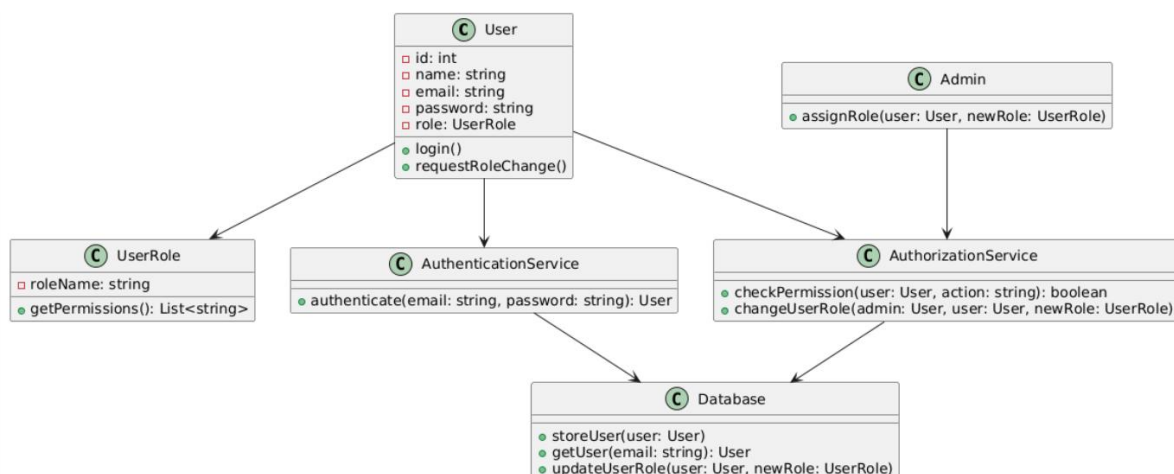 C User
id: int
name: string
email: string
password: string
role: UserRole
login()
requestRoleChange()
C Admin
assignRole(user: User, newRole: UserRole)
C UserRole
roleName: string
getPermissions(): List<string>
C AuthenticationService
authenticate(email: string, password: string): User
C AuthorizationService
checkPermission(user: User, action: string): boolean
changeUserRole(admin: User, user: User, newRole: UserRole)
C Database
storeUser(user: User)
getUser(email: string): User
updateUserRole(user: User, newRole: UserRole)